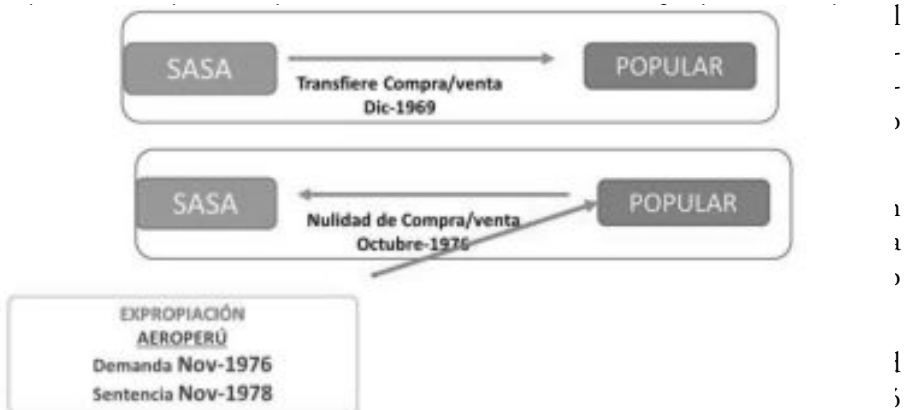 SASA
POPULAR
Transfiere Compra/venta
Dic-1969
SASA
POPULAR
Nulidad de Compra/venta
Octubre-1976
EXPROPIACIÓN
AEROPERÚ
Demanda Nov-1976
Sentencia Nov-1978